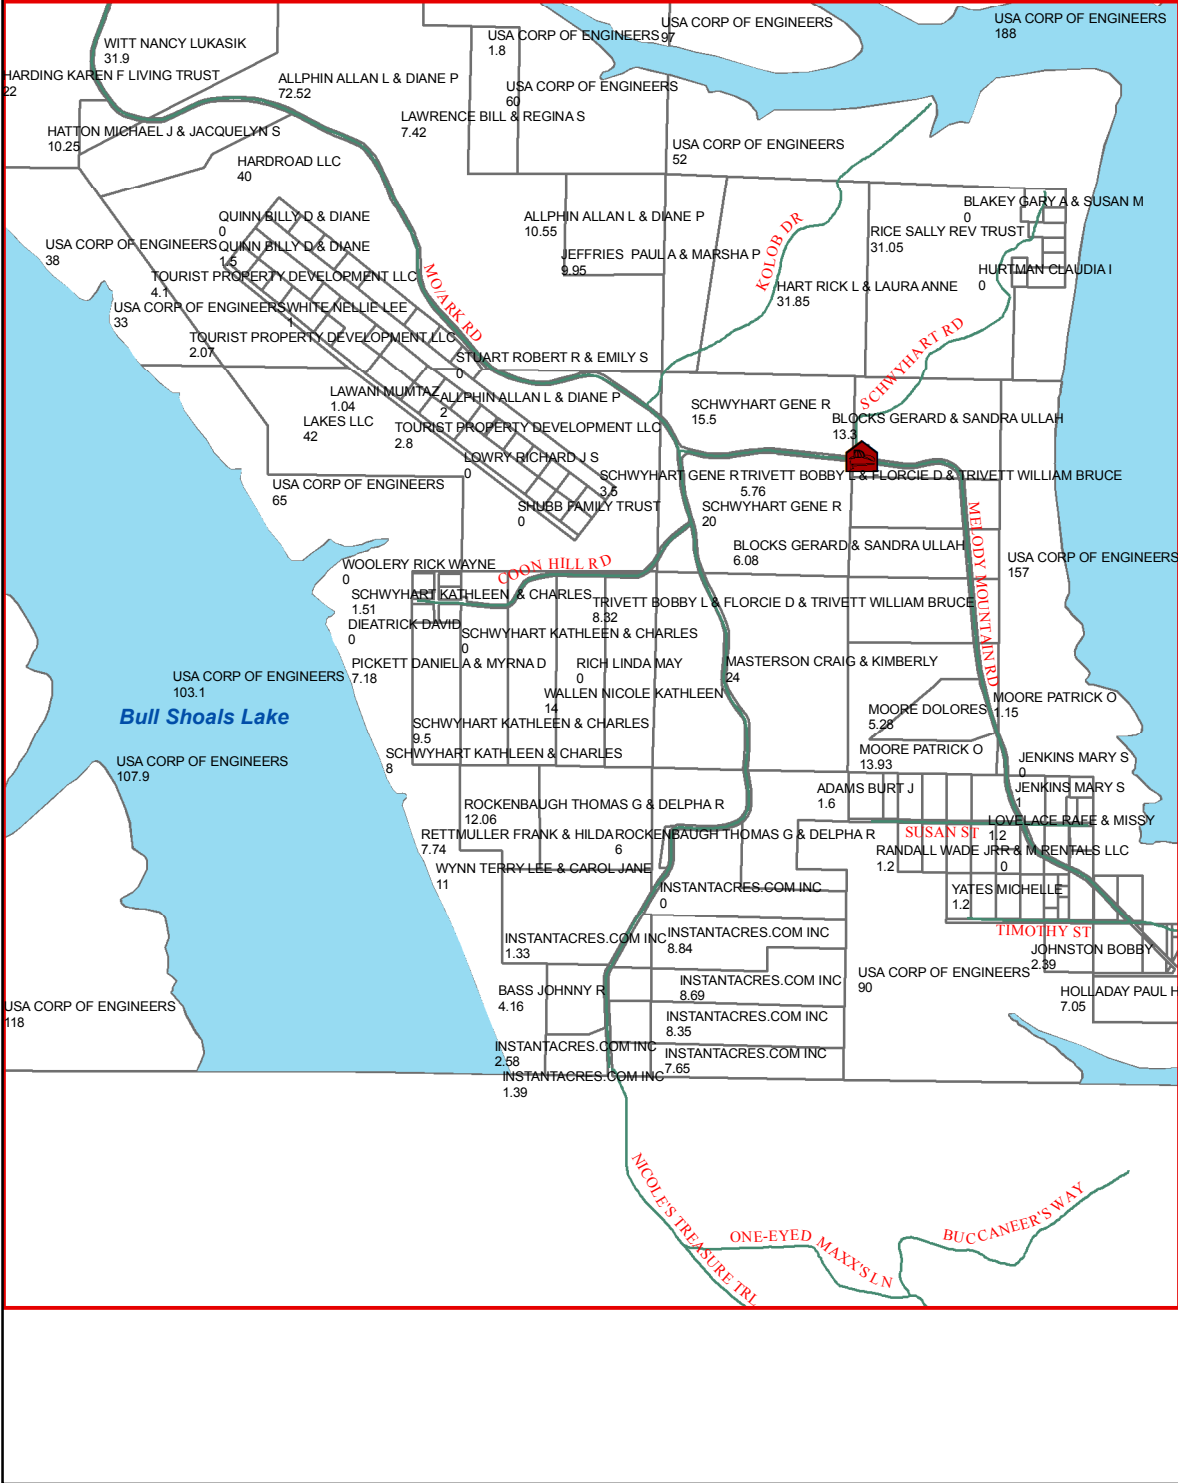 USA CORP OF ENGINEERS
188
USA CORP OF ENGINEERS
97
USA CORP OF ENGINEERS
1.8
WITT NANCY LUKASIK
31.9
HARDING KAREN F LIVING TRUST
22
ALLPHIN ALLAN L & DIANE P
72.52
USA CORP OF ENGINEERS
60
LAWRENCE BILL & REGINA S
7.42
HATTON MICHAEL J & JACQUELYN S
10.25
USA CORP OF ENGINEERS
52
HARDROAD LLC
40
BLAKEY GARY A & SUSAN M
0
QUINN BILLY D & DIANE
0
ALLPHIN ALLAN L & DIANE P
10.55
KOLOB DR
RICE SALLY REV TRUST
31.05
USA CORP OF ENGINEERS
38
QUINN BILLY D & DIANE
1.5
JEFFRIES PAUL A & MARSHA P
9.95
HURTMAN CLAUDIA I
0
TOURIST PROPERTY DEVELOPMENT LLC
4.1
MO/ARK RD
HART RICK L & LAURA ANNE
31.85
USA CORP OF ENGINEERS
33
WHITE NELLIE LEE
1
TOURIST PROPERTY DEVELOPMENT LLC
2.07
SCHWYHART RD
STUART ROBERT R & EMILY S
0
LAWANI MUMTAZ
1.04
ALLPHIN ALLAN L & DIANE P
2
SCHWYHART GENE R
15.5
LAKES LLC
42
TOURIST PROPERTY DEVELOPMENT LLC
2.8
BLOCKS GERARD & SANDRA ULLAH
13.3
LOWRY RICHARD J S
0
SCHWYHART GENE R
3.5
TRIVETT BOBBY L & FLORCIE D & TRIVETT WILLIAM BRUCE
5.76
USA CORP OF ENGINEERS
65
SHUBB FAMILY TRUST
0
SCHWYHART GENE R
20
MELODY MOUNTAIN RD
BLOCKS GERARD & SANDRA ULLAH
6.08
USA CORP OF ENGINEERS
157
WOOLERY RICK WAYNE
0
COON HILL RD
SCHWYHART KATHLEEN & CHARLES
1.51
TRIVETT BOBBY L & FLORCIE D & TRIVETT WILLIAM BRUCE
8.32
DIEATRICK DAVID
0
SCHWYHART KATHLEEN & CHARLES
0
PICKETT DANIEL A & MYRNA D
7.18
RICH LINDA MAY
0
MASTERSON CRAIG & KIMBERLY
24
USA CORP OF ENGINEERS
103.1
WALLEN NICOLE KATHLEEN
14
MOORE PATRICK O
1.15
Bull Shoals Lake
MOORE DOLORES
5.28
SCHWYHART KATHLEEN & CHARLES
9.5
SCHWYHART KATHLEEN & CHARLES
8
MOORE PATRICK O
13.93
USA CORP OF ENGINEERS
107.9
JENKINS MARY S
0
ADAMS BURT J
1.6
JENKINS MARY S
1
ROCKENBAUGH THOMAS G & DELPHA R
12.06
LOVELACE RAFE & MISSY
1.2
RETTMULLER FRANK & HILDA
7.74
ROCKENBAUGH THOMAS G & DELPHA R
6
SUSAN ST
RANDALL WADE JR
1.2
R & M RENTALS LLC
0
WYNN TERRY LEE & CAROL JANE
11
INSTANTACRES.COM INC
0
YATES MICHELLE
1.2
TIMOTHY ST
INSTANTACRES.COM INC
1.33
INSTANTACRES.COM INC
8.84
JOHNSTON BOBBY
2.39
USA CORP OF ENGINEERS
90
INSTANTACRES.COM INC
8.69
BASS JOHNNY R
4.16
HOLLADAY PAUL H
7.05
USA CORP OF ENGINEERS
118
INSTANTACRES.COM INC
8.35
INSTANTACRES.COM INC
2.58
INSTANTACRES.COM INC
7.65
INSTANTACRES.COM INC
1.39
NICOLE'S TREASURE TRL
ONE-EYED MAXX'S LN
BUCCANEER'S WAY